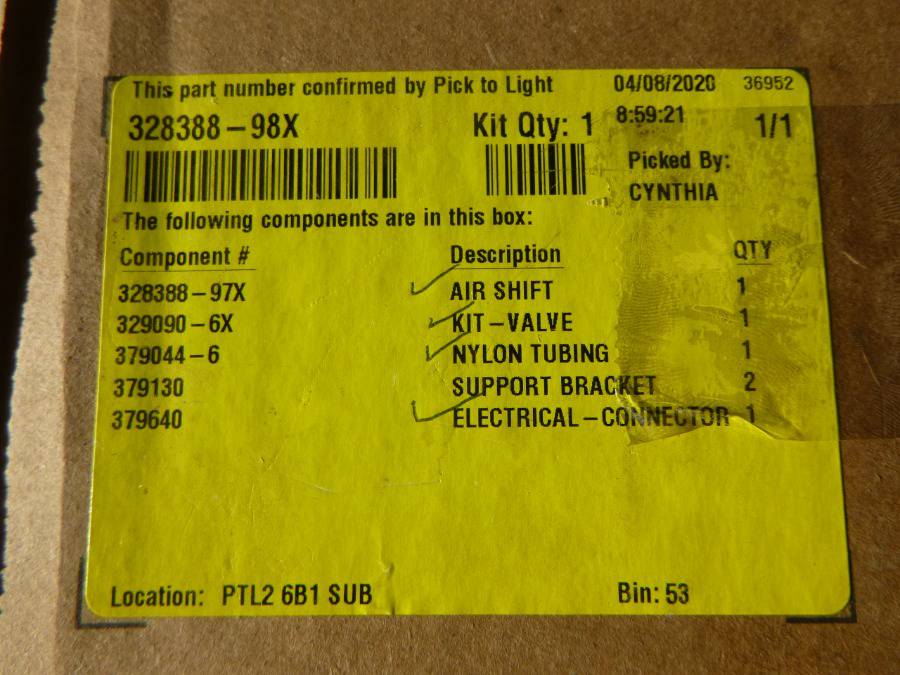 This part number confirmed by Pick to Light 04/08/2020 36952
328388-98X Kit Qty: 1 8:59:21 1/1
Picked By:
CYNTHIA
The following components are in this box:
Component # Description QTY
328388-97X AIR SHIFT 1
329090-6X KIT-VALVE 1
379044-6 NYLON TUBING 1
379130 SUPPORT BRACKET 2
379640 ELECTRICAL-CONNECTOR 1
Location: PTL2 6B1 SUB Bin: 53